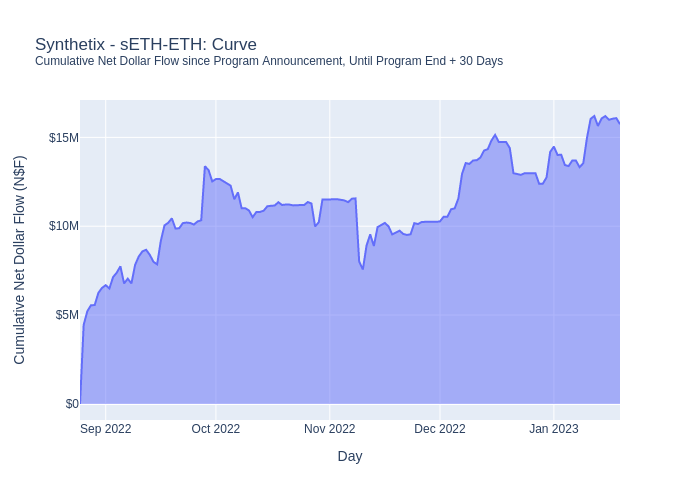 Synthetix - sETH-ETH: Curve
Cumulative Net Dollar Flow since Program Announcement, Until Program End + 30 Days
Cumulative Net Dollar Flow (N$F)
$15M
$10M
$5M
$0
Sep 2022
Oct 2022
Nov 2022
Dec 2022
Jan 2023
Day